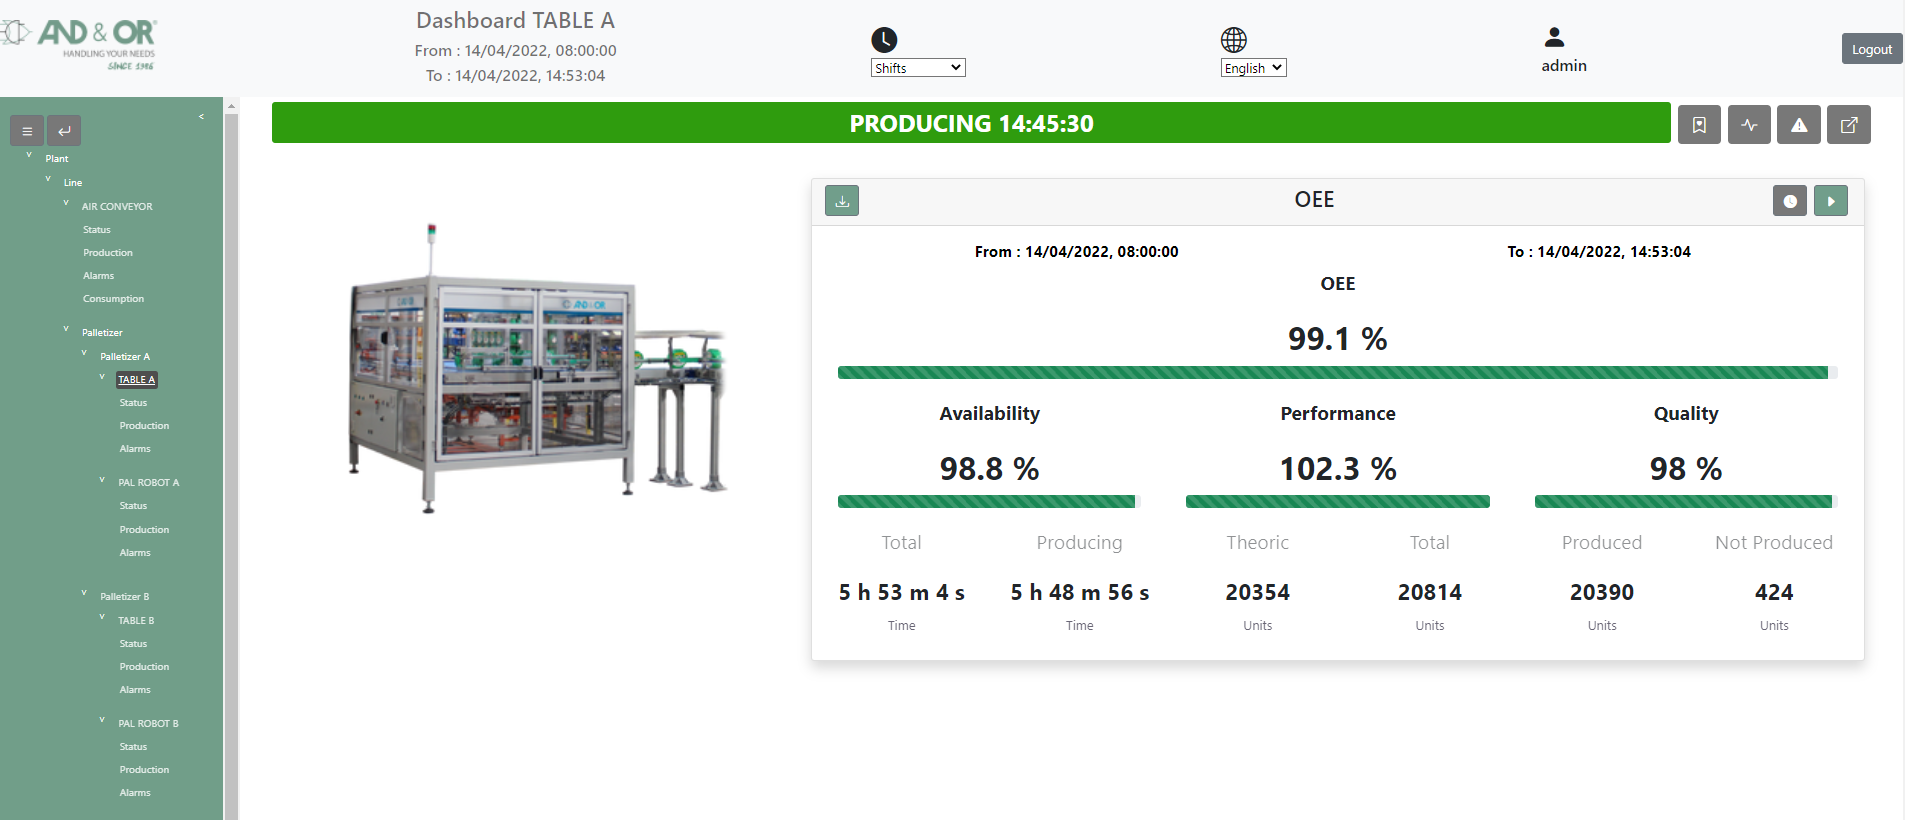 AND & OR®
HANDLING YOUR NEEDS
SINCE 1986
Dashboard TABLE A
From : 14/04/2022, 08:00:00
To : 14/04/2022, 14:53:04
Shifts
English
admin
Logout
<
Plant
Line
AIR CONVEYOR
Status
Production
Alarms
Consumption
Palletizer
Palletizer A
TABLE A
Status
Production
Alarms
PAL ROBOT A
Status
Production
Alarms
Palletizer B
TABLE B
Status
Production
Alarms
PAL ROBOT B
Status
Production
Alarms
PRODUCING 14:45:30
AND & OR
OEE
From : 14/04/2022, 08:00:00 To : 14/04/2022, 14:53:04
OEE
99.1 %
Availability Performance Quality
98.8 % 102.3 % 98 %
Total Producing Theoric Total Produced Not Produced
5 h 53 m 4 s 5 h 48 m 56 s 20354 20814 20390 424
Time Time Units Units Units Units